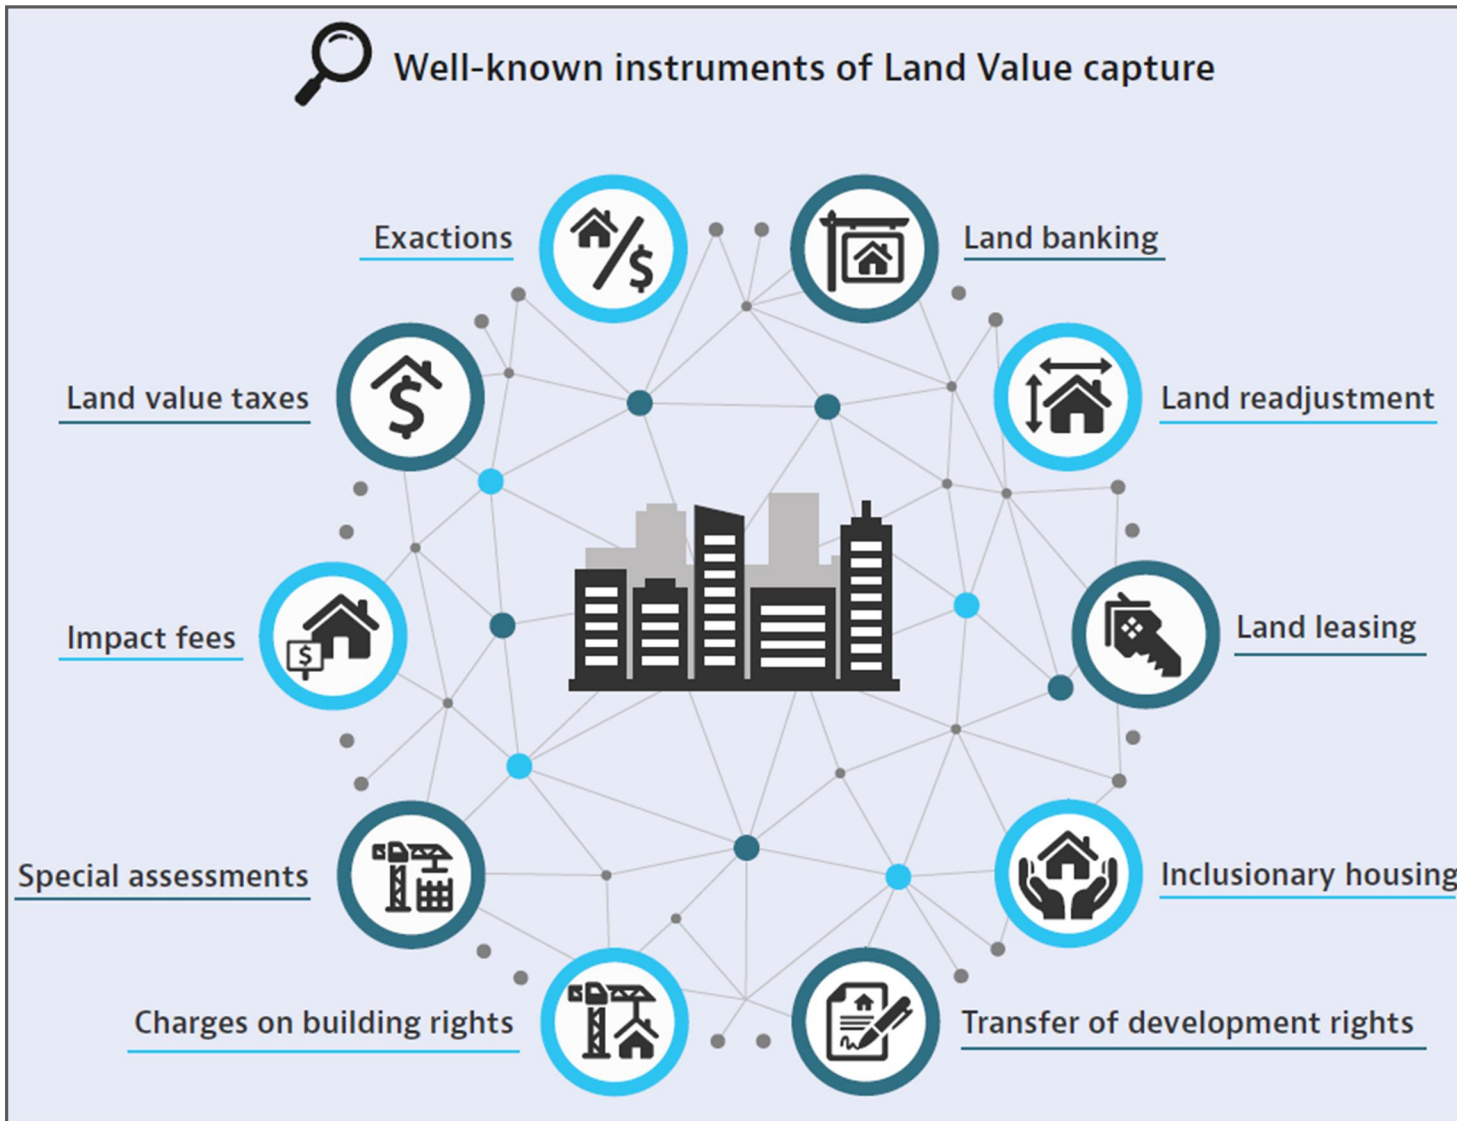 Well-known instruments of Land Value capture
Exactions
Land banking
Land value taxes
Land readjustment
Impact fees
Land leasing
Special assessments
Inclusionary housing
Charges on building rights
Transfer of development rights